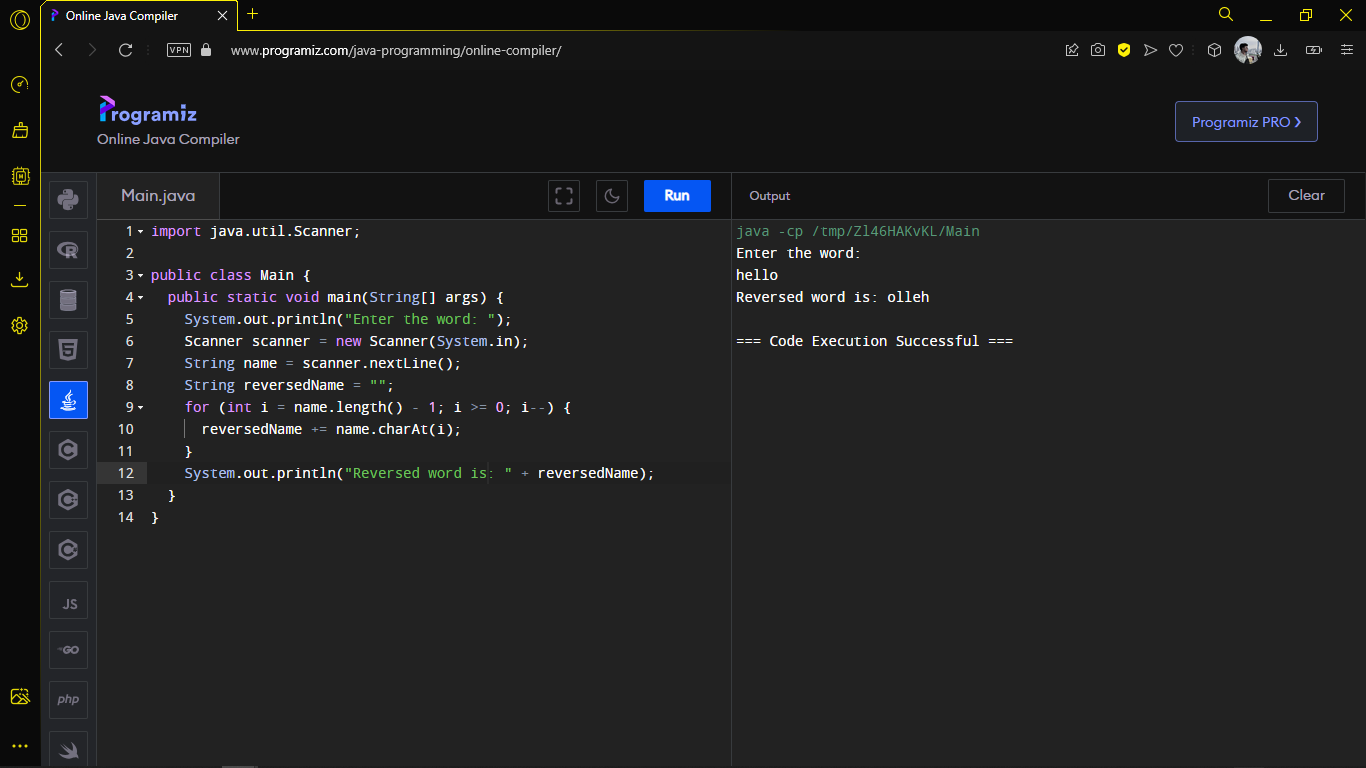 Online Java Compiler
VPN
www.programiz.com/java-programming/online-compiler/
Programiz
Online Java Compiler
Programiz PRO
Main.java
Run
Output
Clear
1 import java.util.Scanner;
2
3 public class Main {
4 public static void main(String[] args) {
5 System.out.println("Enter the word: ");
6 Scanner scanner = new Scanner(System.in);
7 String name = scanner.nextLine();
8 String reversedName = "";
9 for (int i = name.length() - 1; i >= 0; i--) {
10 reversedName += name.charAt(i);
11 }
12 System.out.println("Reversed word is: " + reversedName);
13 }
14 }
java -cp /tmp/Zl46HAKvKL/Main
Enter the word:
hello
Reversed word is: olleh
=== Code Execution Successful ===
R
5
C
C
C
JS
GO
php